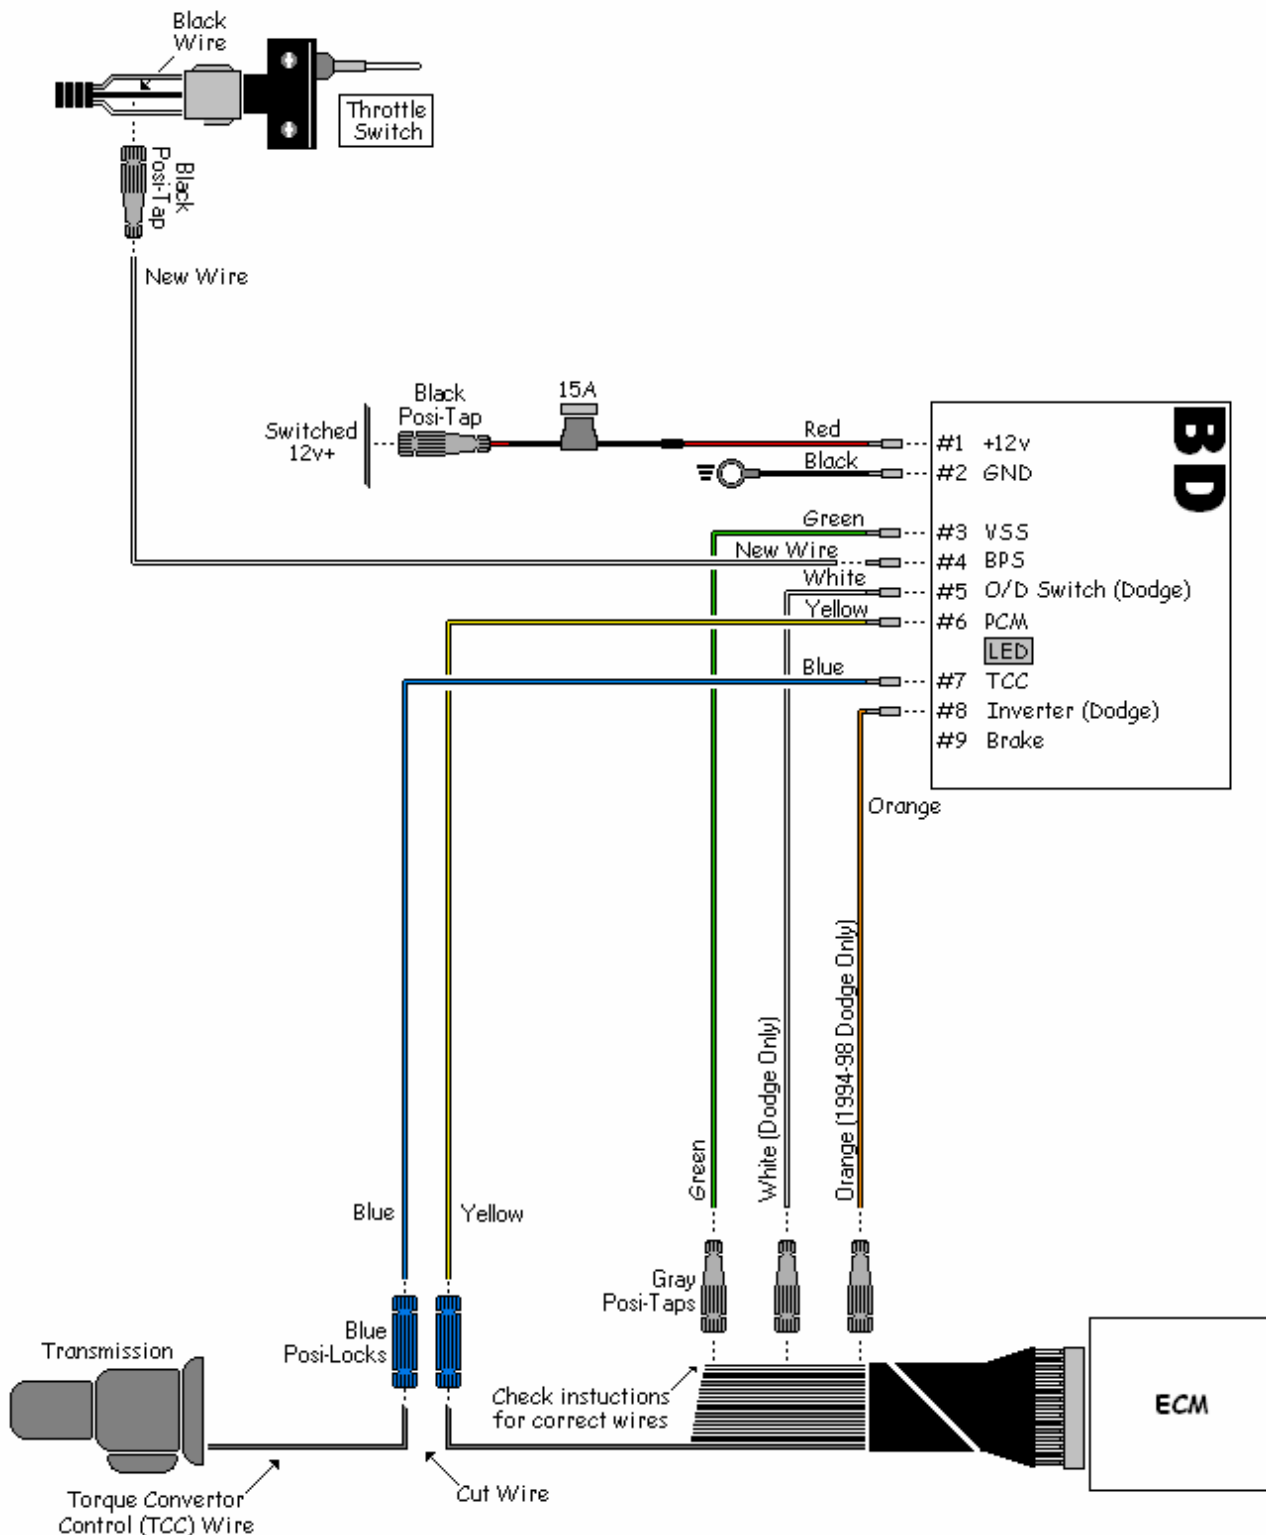 Black
Wire
Throttle
Switch
Black
Posi-Tap
New Wire
Black
Posi-Tap
15A
Switched
12v+
Red
Black
Green
New Wire
White
Yellow
Blue
BD
#1 +12v
#2 GND
#3 VSS
#4 BPS
#5 O/D Switch (Dodge)
#6 PCM
LED
#7 TCC
#8 Inverter (Dodge)
#9 Brake
Orange
Green
White (Dodge Only)
Orange (1994-98 Dodge Only)
Blue
Yellow
Gray
Posi-Taps
Blue
Posi-Locks
Transmission
Check instuctions
for correct wires
ECM
Cut Wire
Torque Convertor
Control (TCC) Wire